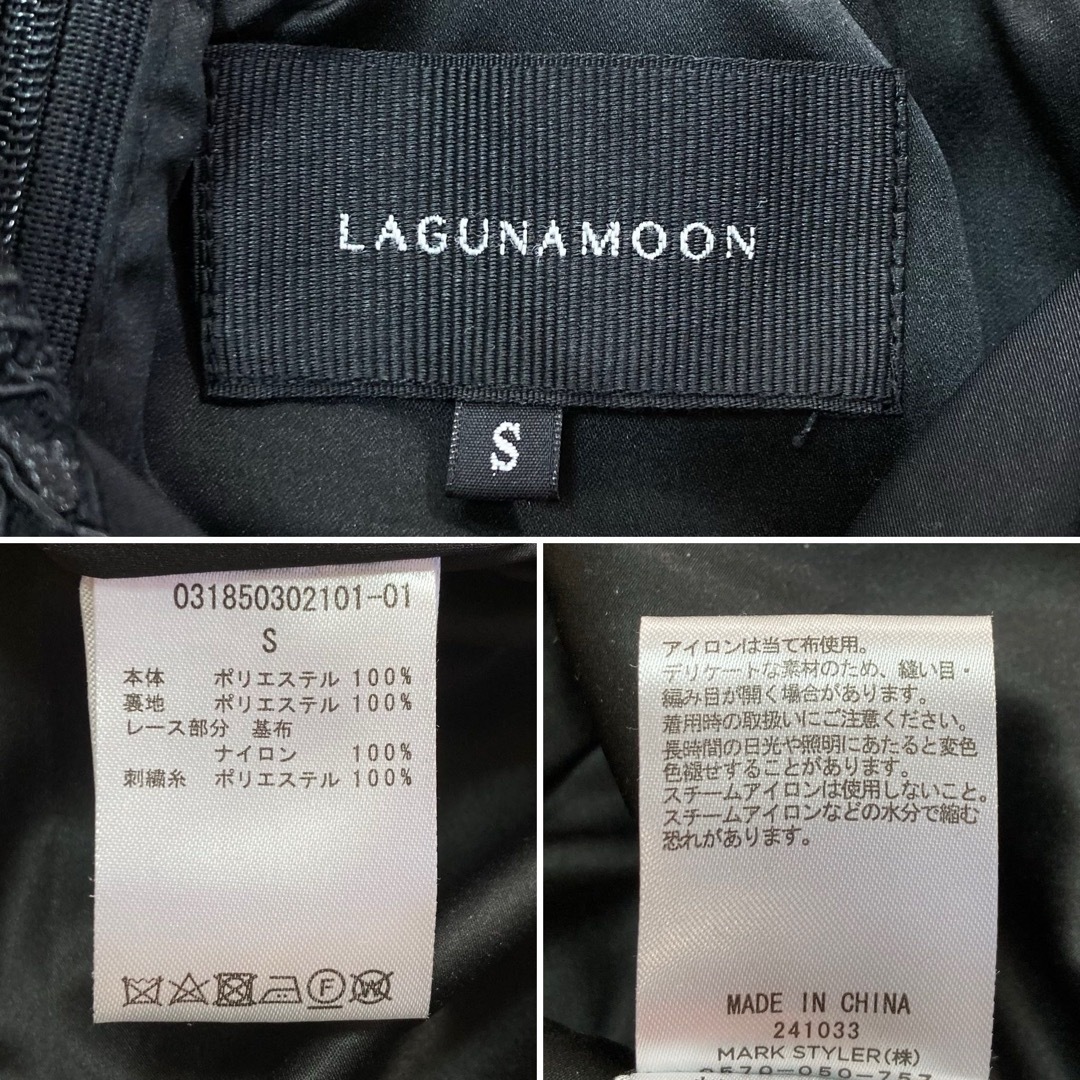 LAGUNAMOON
S
031850302101-01
S
本体 ポリエステル 100%
裏地 ポリエステル 100%
レース部分 基布
ナイロン 100%
刺繍糸 ポリエステル 100%
F
W
アイロンは当て布使用。
デリケートな素材のため、縫い目・
編み目が開く場合があります。
着用時の取扱いにご注意ください。
長時間の日光や照明にあたると変色
色褪せすることがあります。
スチームアイロンは使用しないこと。
スチームアイロンなどの水分で縮む
恐れがあります。
MADE IN CHINA
241033
MARK STYLER(株)
0570-050-757